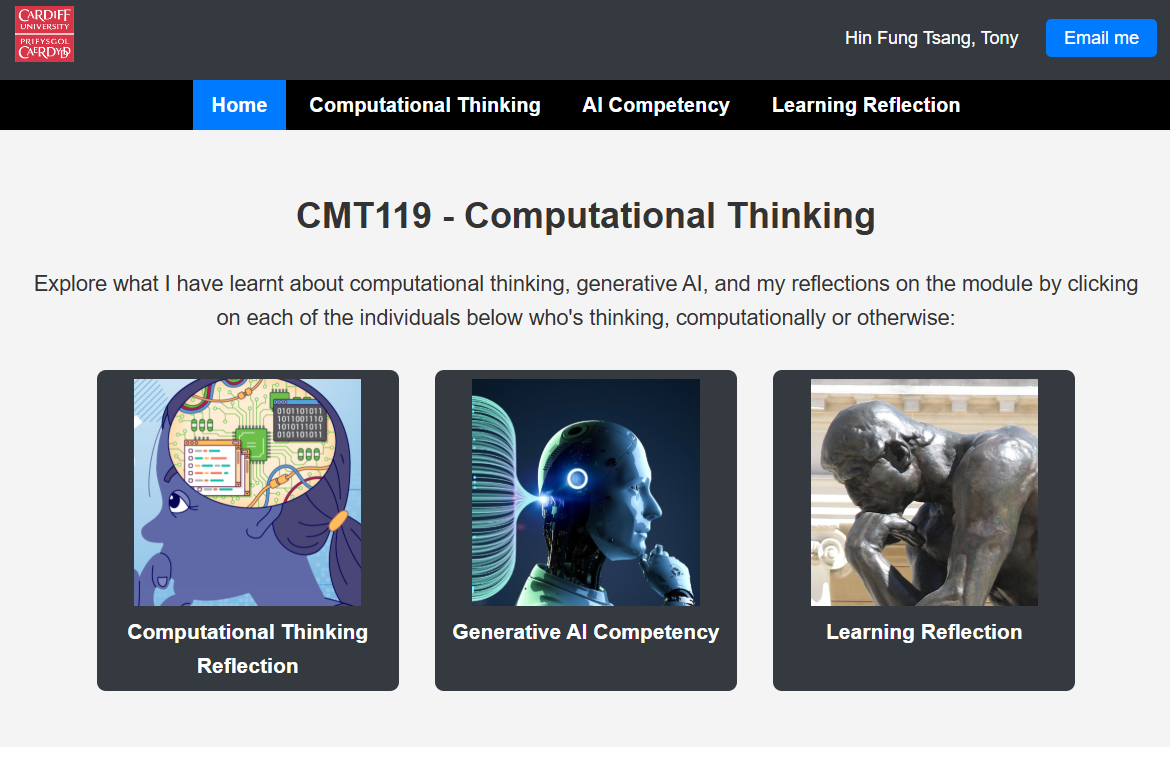 CARDIFF
UNIVERSITY
PRIFYSGOL
CAERDYDD
Hin Fung Tsang, Tony
Email me
Home
Computational Thinking
AI Competency
Learning Reflection
CMT119 - Computational Thinking
Explore what I have learnt about computational thinking, generative AI, and my reflections on the module by clicking
on each of the individuals below who's thinking, computationally or otherwise:
0101101011
1011001110
1010111011
0101101011
Computational Thinking
Reflection
Generative AI Competency
Learning Reflection